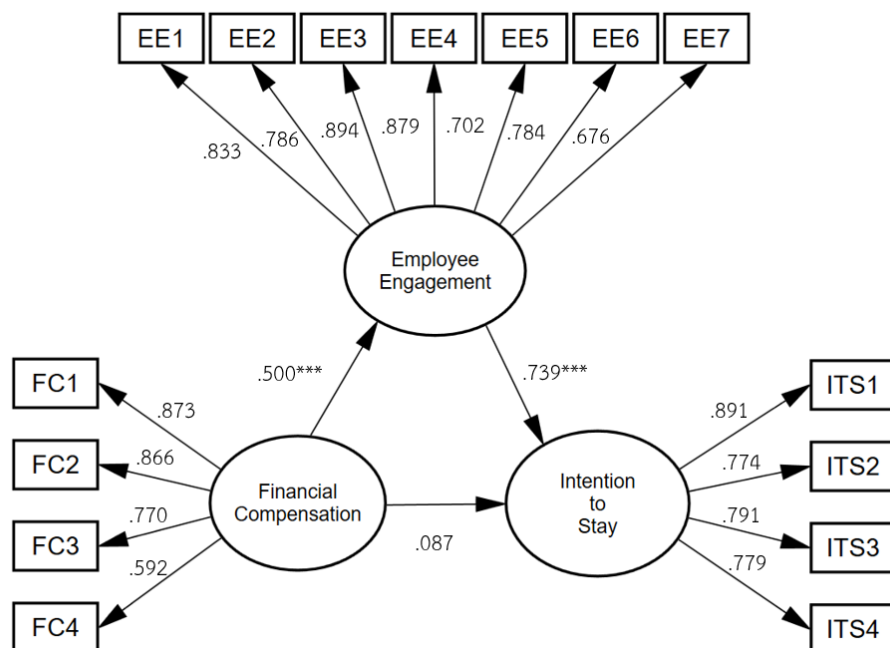 EE1 EE2 EE3 EE4 EE5 EE6 EE7
.833 .786 .894 .879 .702 .784 .676
Employee
Engagement
.500*** .739***
FC1
FC2
FC3
FC4
.873
.866
.770
.592
Financial
Compensation
.087
Intention
to
Stay
.891
.774
.791
.779
ITS1
ITS2
ITS3
ITS4